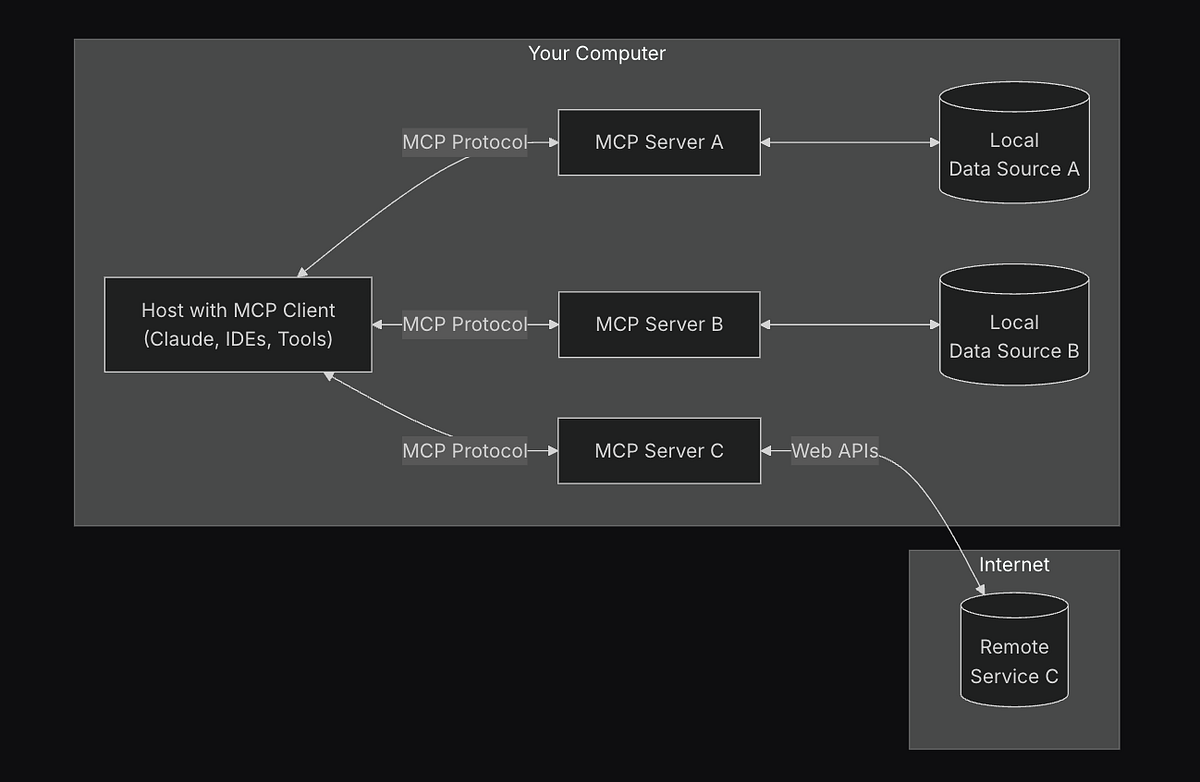 Your Computer
MCP Protocol
MCP Server A
Local
Data Source A
Host with MCP Client
(Claude, IDEs, Tools)
MCP Protocol
MCP Server B
Local
Data Source B
MCP Protocol
MCP Server C
Web APIs
Internet
Remote
Service C